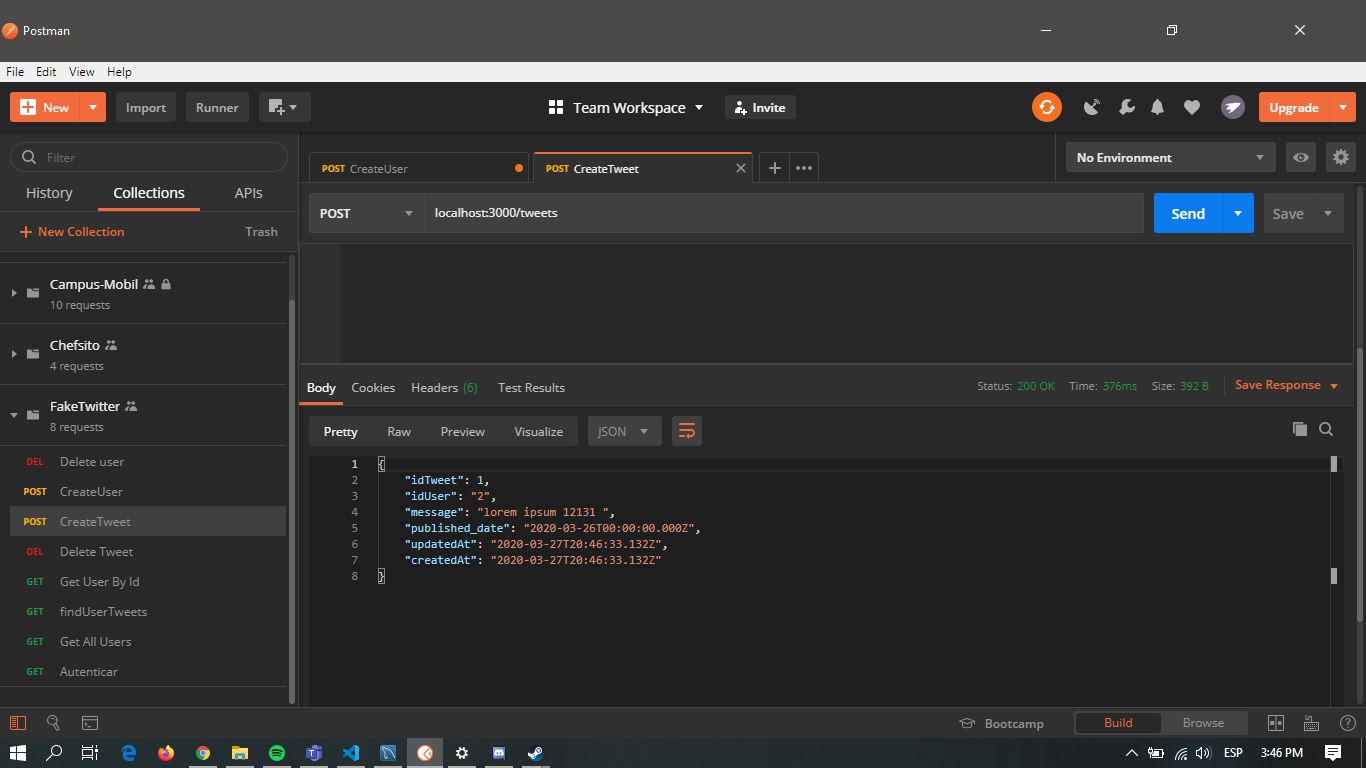 Postman
File Edit View Help
New Import Runner Team Workspace Invite Upgrade
Filter
History Collections APIs
New Collection Trash
Campus-Mobil
10 requests
Chefsito
4 requests
FakeTwitter
8 requests
DEL Delete user
POST CreateUser
POST CreateTweet
DEL Delete Tweet
GET Get User By Id
GET findUserTweets
GET Get All Users
GET Autenticar
POST CreateUser POST CreateTweet No Environment
POST localhost:3000/tweets Send Save
Body Cookies Headers (6) Test Results Status: 200 OK Time: 376ms Size: 392 B Save Response
Pretty Raw Preview Visualize JSON
1 {
2 "idTweet": 1,
3 "idUser": "2",
4 "message": "lorem ipsum 12131 ",
5 "published_date": "2020-03-26T00:00:00.000Z",
6 "updatedAt": "2020-03-27T20:46:33.132Z",
7 "createdAt": "2020-03-27T20:46:33.132Z"
8 }
Bootcamp Build Browse
ESP 3:46 PM